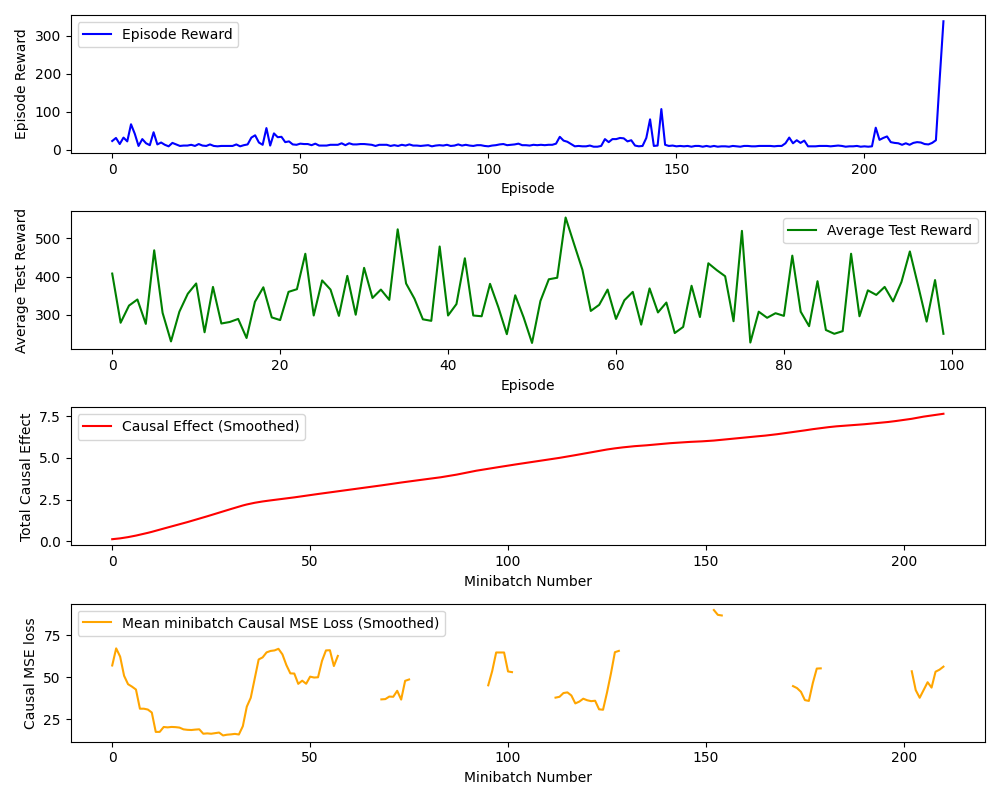 Episode Reward
Episode Reward
300
200
100
0
0 50 100 150 200
Episode
Average Test Reward
Average Test Reward
500
400
300
0 20 40 60 80 100
Episode
Total Causal Effect
Causal Effect (Smoothed)
7.5
5.0
2.5
0.0
0 50 100 150 200
Minibatch Number
Causal MSE loss
Mean minibatch Causal MSE Loss (Smoothed)
75
50
25
0 50 100 150 200
Minibatch Number